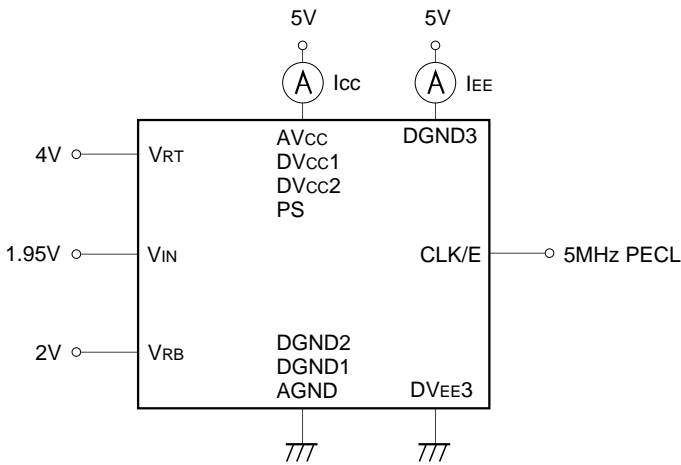 5V 5V
A Icc A IEE
AVcc DGND3
4V VRT DVcc1
DVcc2
PS
1.95V VIN CLK/E 5MHz PECL
2V VRB DGND2
DGND1
AGND DVEE3